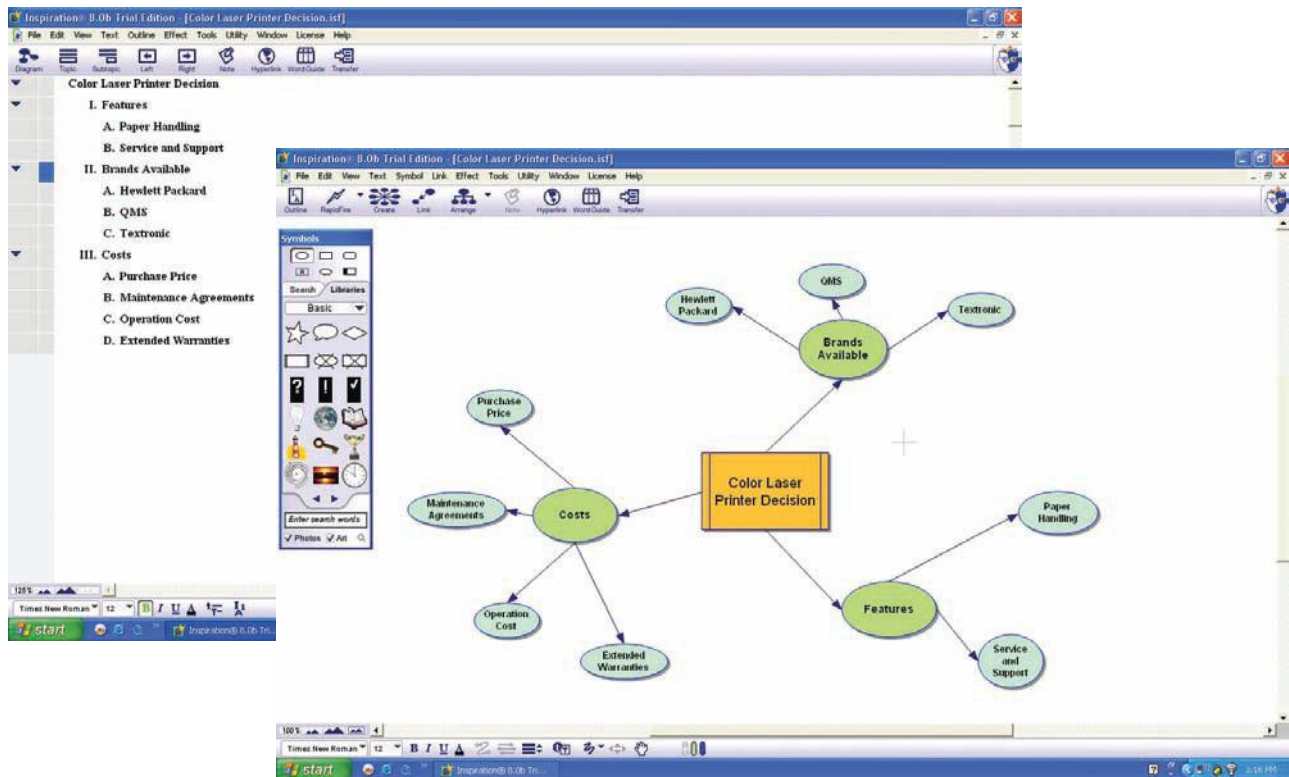 Inspiration® 8.0b Trial Edition - [Color Laser Printer Decision.isf]
File Edit View Text Outline Effect Tools Utility Window License Help
Diagram Topic Subtopic Left Right Note Hyperlink Word Guide Transfer
Color Laser Printer Decision
I. Features
A. Paper Handling
B. Service and Support
II. Brands Available
A. Hewlett Packard
B. QMS
C. Textronic
III. Costs
A. Purchase Price
B. Maintenance Agreements
C. Operation Cost
D. Extended Warranties
Times New Roman 12 B I U A
start
Inspiration® 8.0b Tri...
Inspiration® 8.0b Trial Edition - [Color Laser Printer Decision.isf]
File Edit View Text Symbol Link Effect Tools Utility Window License Help
Outline RapidFire Create Link Arrange Note Hyperlink Word Guide Transfer
Symbols
Search Libraries
Basic
?
!
Enter search words
Photos Art
QMS
Hewlett
Packard
Textronic
Brands
Available
Purchase
Price
Color Laser
Printer Decision
Maintenance
Agreements
Costs
Paper
Handling
Operation
Cost
Features
Extended
Warranties
Service
and
Support
100%
Times New Roman 12 B I U A
start
Inspiration® 8.0b Tri...